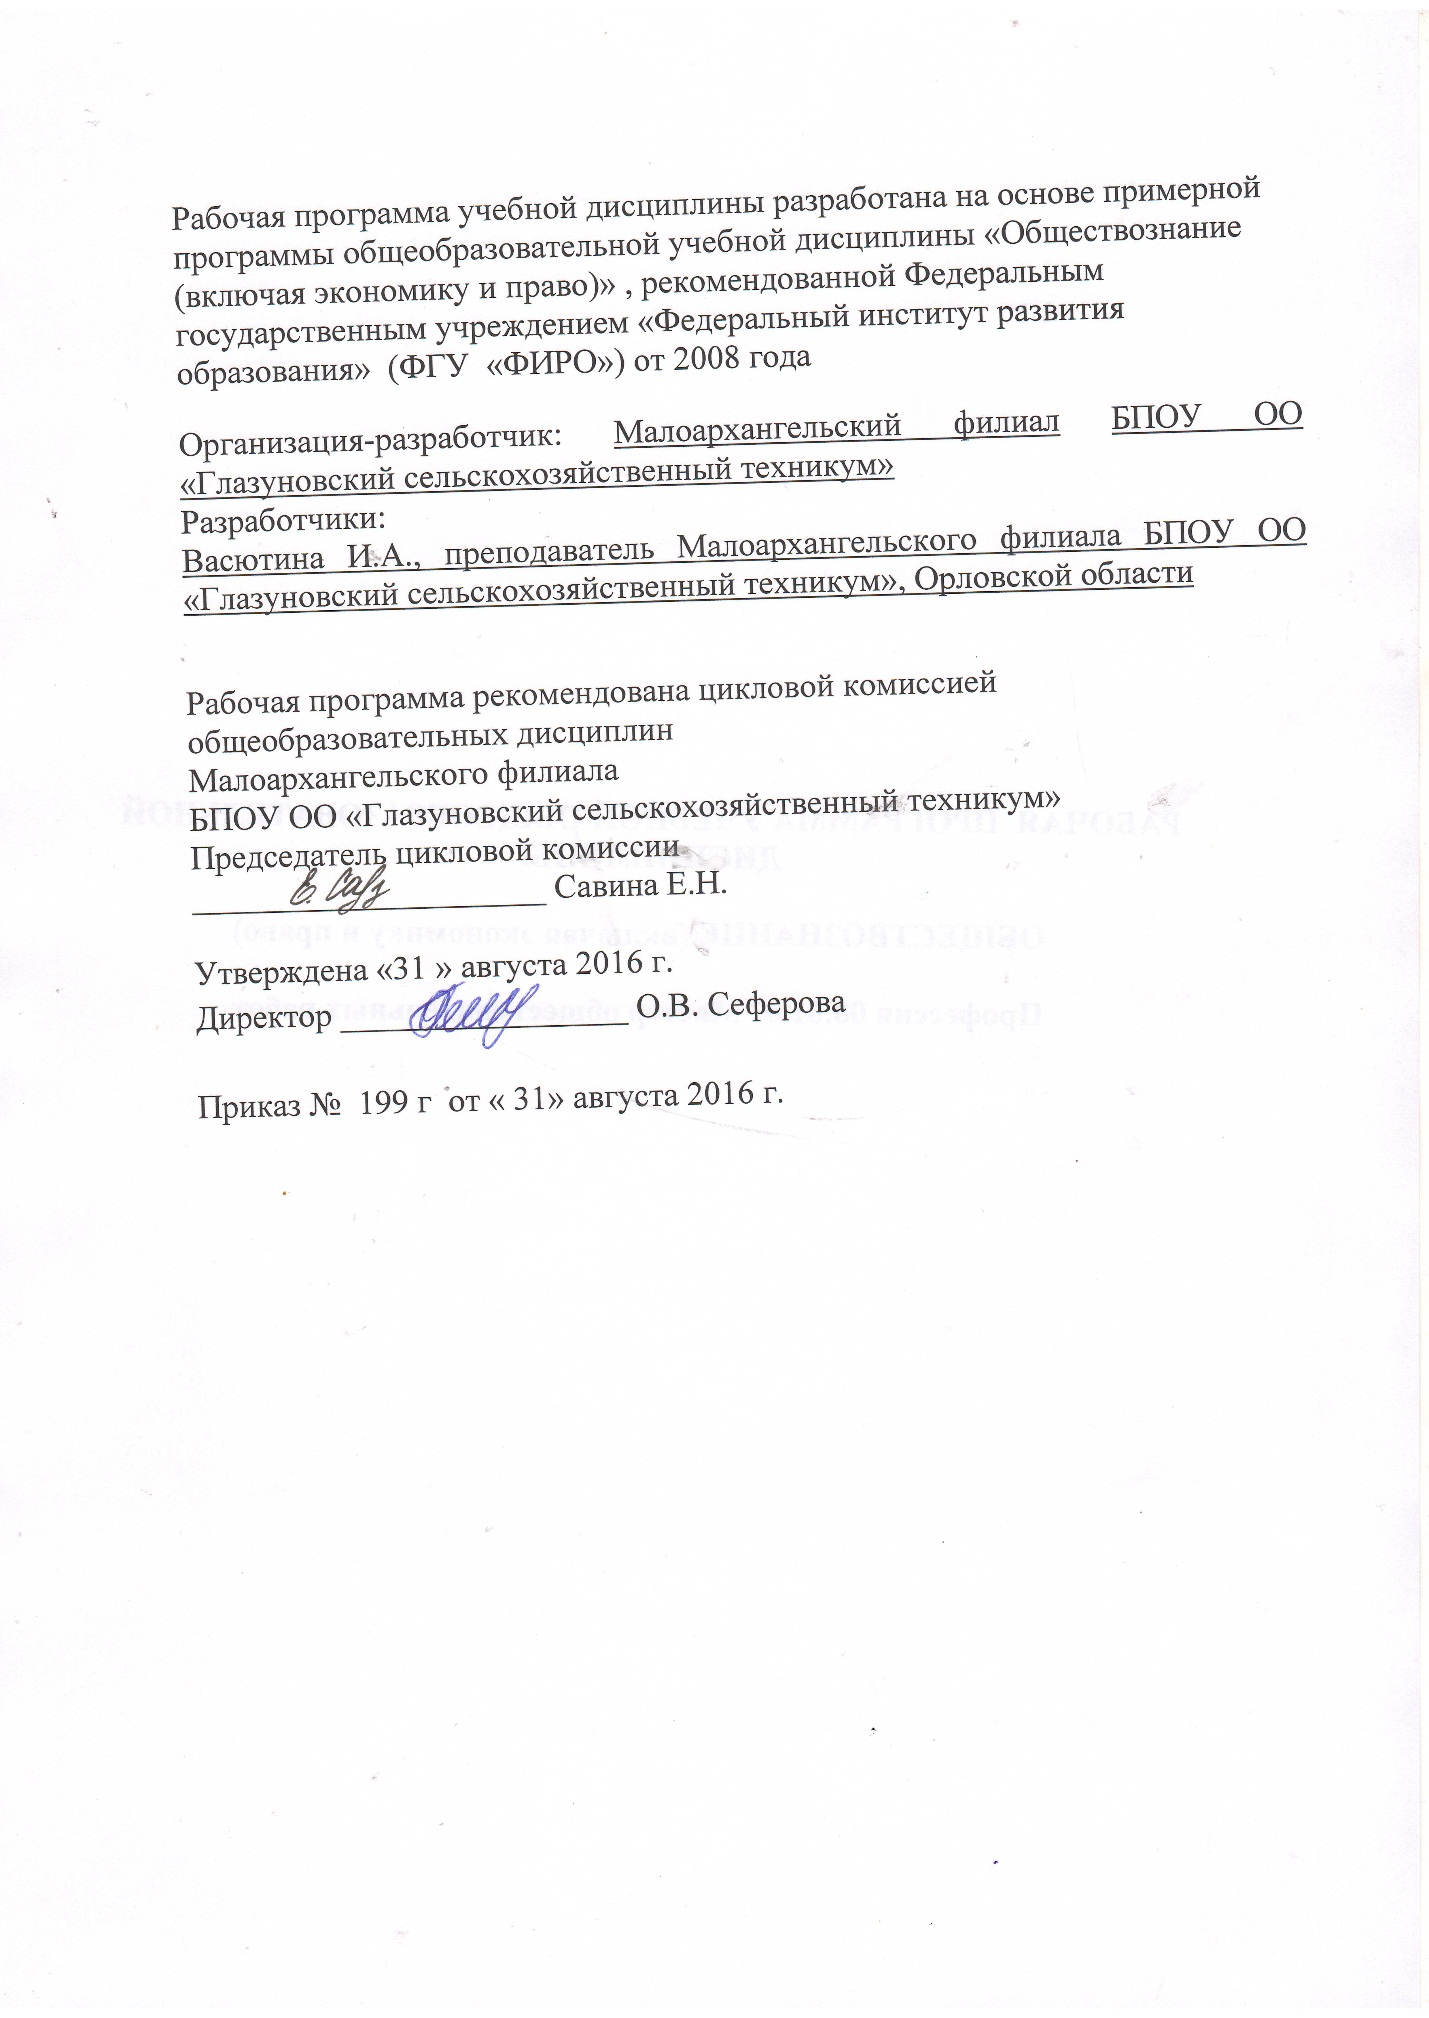 Рабочая программа учебной дисциплины разработана на основе примерной
программы общеобразовательной учебной дисциплины «Обществознание
(включая экономику и право)» , рекомендованной Федеральным
государственным учреждением «Федеральный институт развития
образования» (ФГУ «ФИРО») от 2008 года
Организация-разработчик: Малоархангельский филиал БПОУ ОО
«Глазуновский сельскохозяйственный техникум»
Разработчики:
Васютина И.А., преподаватель Малоархангельского филиала БПОУ ОО
«Глазуновский сельскохозяйственный техникум», Орловской области
Рабочая программа рекомендована цикловой комиссией
общеобразовательных дисциплин
Малоархангельского филиала
БПОУ ОО «Глазуновский сельскохозяйственный техникум»
Председатель цикловой комиссии
____________________ Савина Е.Н.
Утверждена «31 » августа 2016 г.
Директор ________________ О.В. Сеферова
Приказ № 199 г от « 31» августа 2016 г.